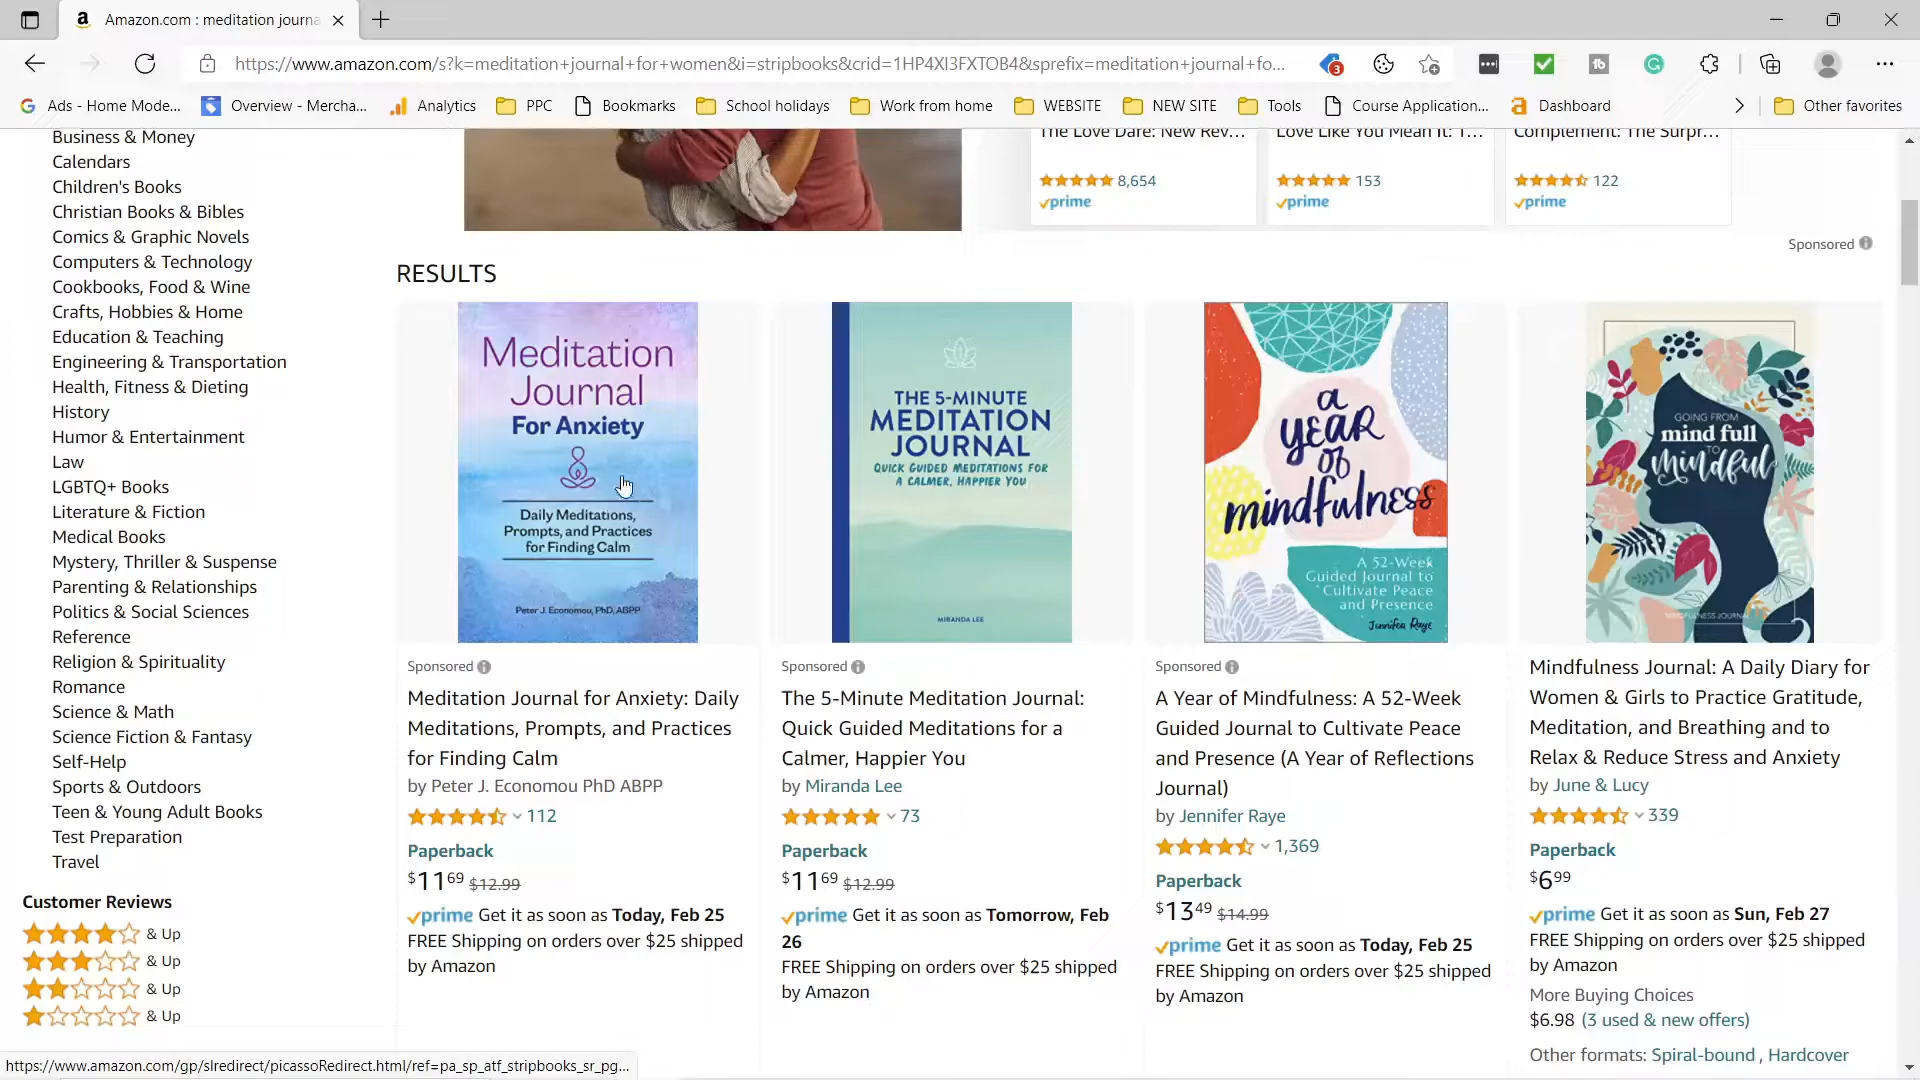 Amazon.com : meditation journa
https://www.amazon.com/s?k=meditation+journal+for+women&i=stripbooks&crid=1HP4XI3FXTOB4&sprefix=meditation+journal+fo...
3
Ads - Home Mode...
Overview - Mercha...
Analytics
PPC
Bookmarks
School holidays
Work from home
WEBSITE
NEW SITE
Tools
Course Application...
Dashboard
Other favorites
Business & Money
Calendars
Children's Books
Christian Books & Bibles
Comics & Graphic Novels
Computers & Technology
Cookbooks, Food & Wine
Crafts, Hobbies & Home
Education & Teaching
Engineering & Transportation
Health, Fitness & Dieting
History
Humor & Entertainment
Law
LGBTQ+ Books
Literature & Fiction
Medical Books
Mystery, Thriller & Suspense
Parenting & Relationships
Politics & Social Sciences
Reference
Religion & Spirituality
Romance
Science & Math
Science Fiction & Fantasy
Self-Help
Sports & Outdoors
Teen & Young Adult Books
Test Preparation
Travel
Customer Reviews
& Up
& Up
& Up
& Up
The Love Dare: New Rev...
8,654
prime
Love Like You Mean It: T...
153
prime
Complement: The Surpr...
122
prime
Sponsored
RESULTS
Meditation
Journal
For Anxiety
Daily Meditations,
Prompts, and Practices
for Finding Calm
Peter J. Economou, PhD, ABPP
Sponsored
Meditation Journal for Anxiety: Daily
Meditations, Prompts, and Practices
for Finding Calm
by Peter J. Economou PhD ABPP
112
Paperback
$11 69 $12.99
prime Get it as soon as Today, Feb 25
FREE Shipping on orders over $25 shipped
by Amazon
THE 5-MINUTE
MEDITATION
JOURNAL
QUICK GUIDED MEDITATIONS FOR
A CALMER, HAPPIER YOU
MIRANDA LEE
Sponsored
The 5-Minute Meditation Journal:
Quick Guided Meditations for a
Calmer, Happier You
by Miranda Lee
73
Paperback
$11 69 $12.99
prime Get it as soon as Tomorrow, Feb
26
FREE Shipping on orders over $25 shipped
by Amazon
a
year
of
mindfulness
A 52-Week
Guided Journal to
Cultivate Peace
and Presence
Jennifer Raye
Sponsored
A Year of Mindfulness: A 52-Week
Guided Journal to Cultivate Peace
and Presence (A Year of Reflections
Journal)
by Jennifer Raye
1,369
Paperback
$13 49 $14.99
prime Get it as soon as Today, Feb 25
FREE Shipping on orders over $25 shipped
by Amazon
GOING FROM
mind full
TO
mindful
MINDFULNESS JOURNAL
Mindfulness Journal: A Daily Diary for
Women & Girls to Practice Gratitude,
Meditation, and Breathing and to
Relax & Reduce Stress and Anxiety
by June & Lucy
339
Paperback
$6 99
prime Get it as soon as Sun, Feb 27
FREE Shipping on orders over $25 shipped
by Amazon
More Buying Choices
$6.98 (3 used & new offers)
Other formats: Spiral-bound , Hardcover
https://www.amazon.com/gp/slredirect/picassoRedirect.html/ref=pa_sp_atf_stripbooks_sr_pg...